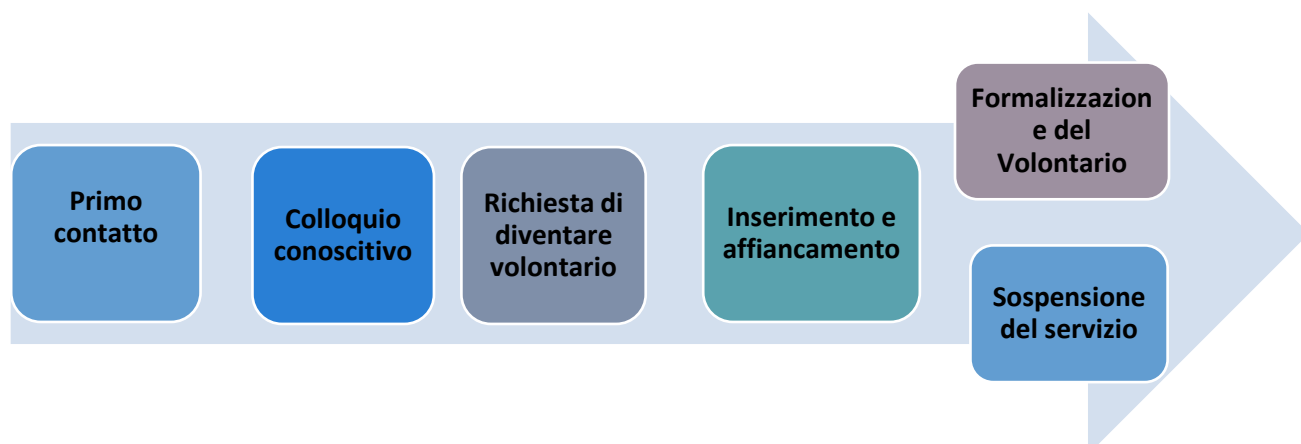 Primo
contatto
Colloquio
conoscitivo
Richiesta di
diventare
volontario
Inserimento e
affiancamento
Formalizzazion
e del
Volontario
Sospensione
del servizio